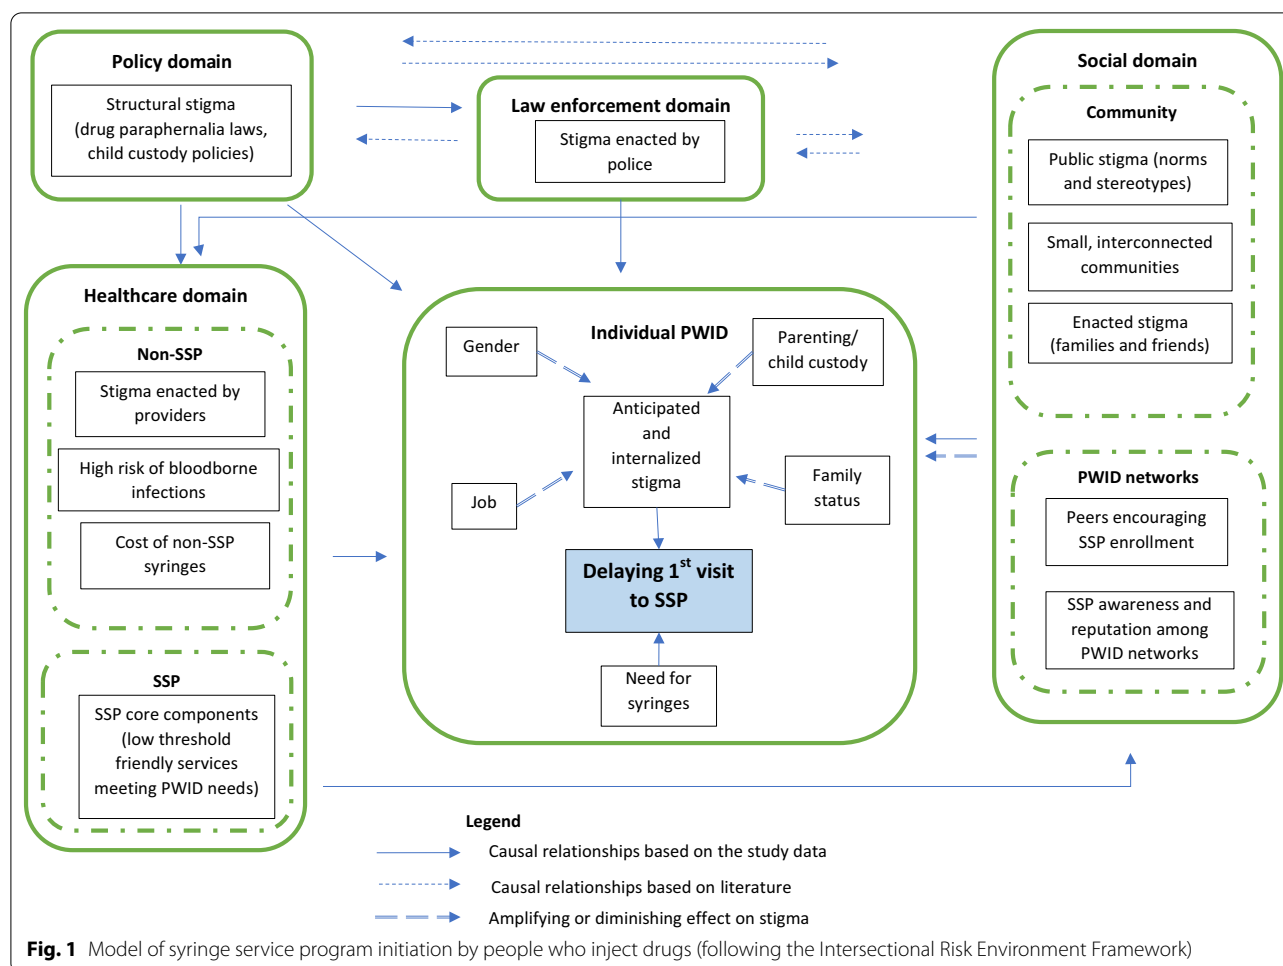 Policy domain
Structural stigma
(drug paraphernalia laws,
child custody policies)
Law enforcement domain
Stigma enacted by
police
Social domain
Community
Public stigma (norms
and stereotypes)
Small, interconnected
communities
Enacted stigma
(families and friends)
PWID networks
Peers encouraging
SSP enrollment
SSP awareness and
reputation among
PWID networks
Healthcare domain
Non-SSP
Stigma enacted by
providers
High risk of bloodborne
infections
Cost of non-SSP
syringes
SSP
SSP core components
(low threshold
friendly services
meeting PWID needs)
Individual PWID
Gender
Parenting/
child custody
Anticipated
and
internalized
stigma
Job
Family
status
Delaying 1st visit
to SSP
Need for
syringes
Legend
Causal relationships based on the study data
Causal relationships based on literature
Amplifying or diminishing effect on stigma
Fig. 1 Model of syringe service program initiation by people who inject drugs (following the Intersectional Risk Environment Framework)